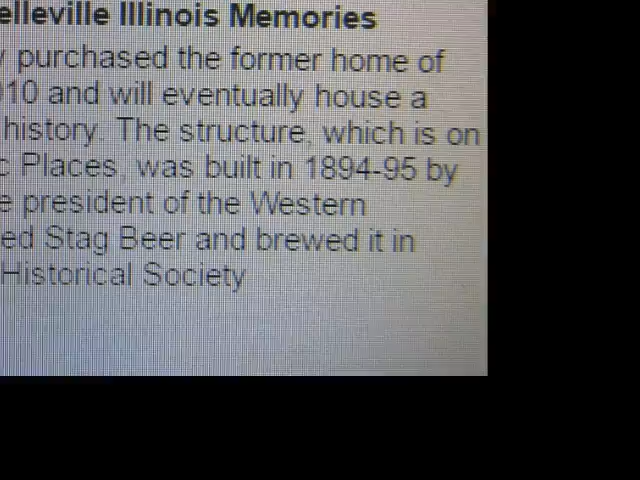 elleville Illinois Memories
purchased the former home of
10 and will eventually house a
history. The structure, which is on
Places, was built in 1894-95 by
e president of the Western
ed Stag Beer and brewed it in
Historical Society